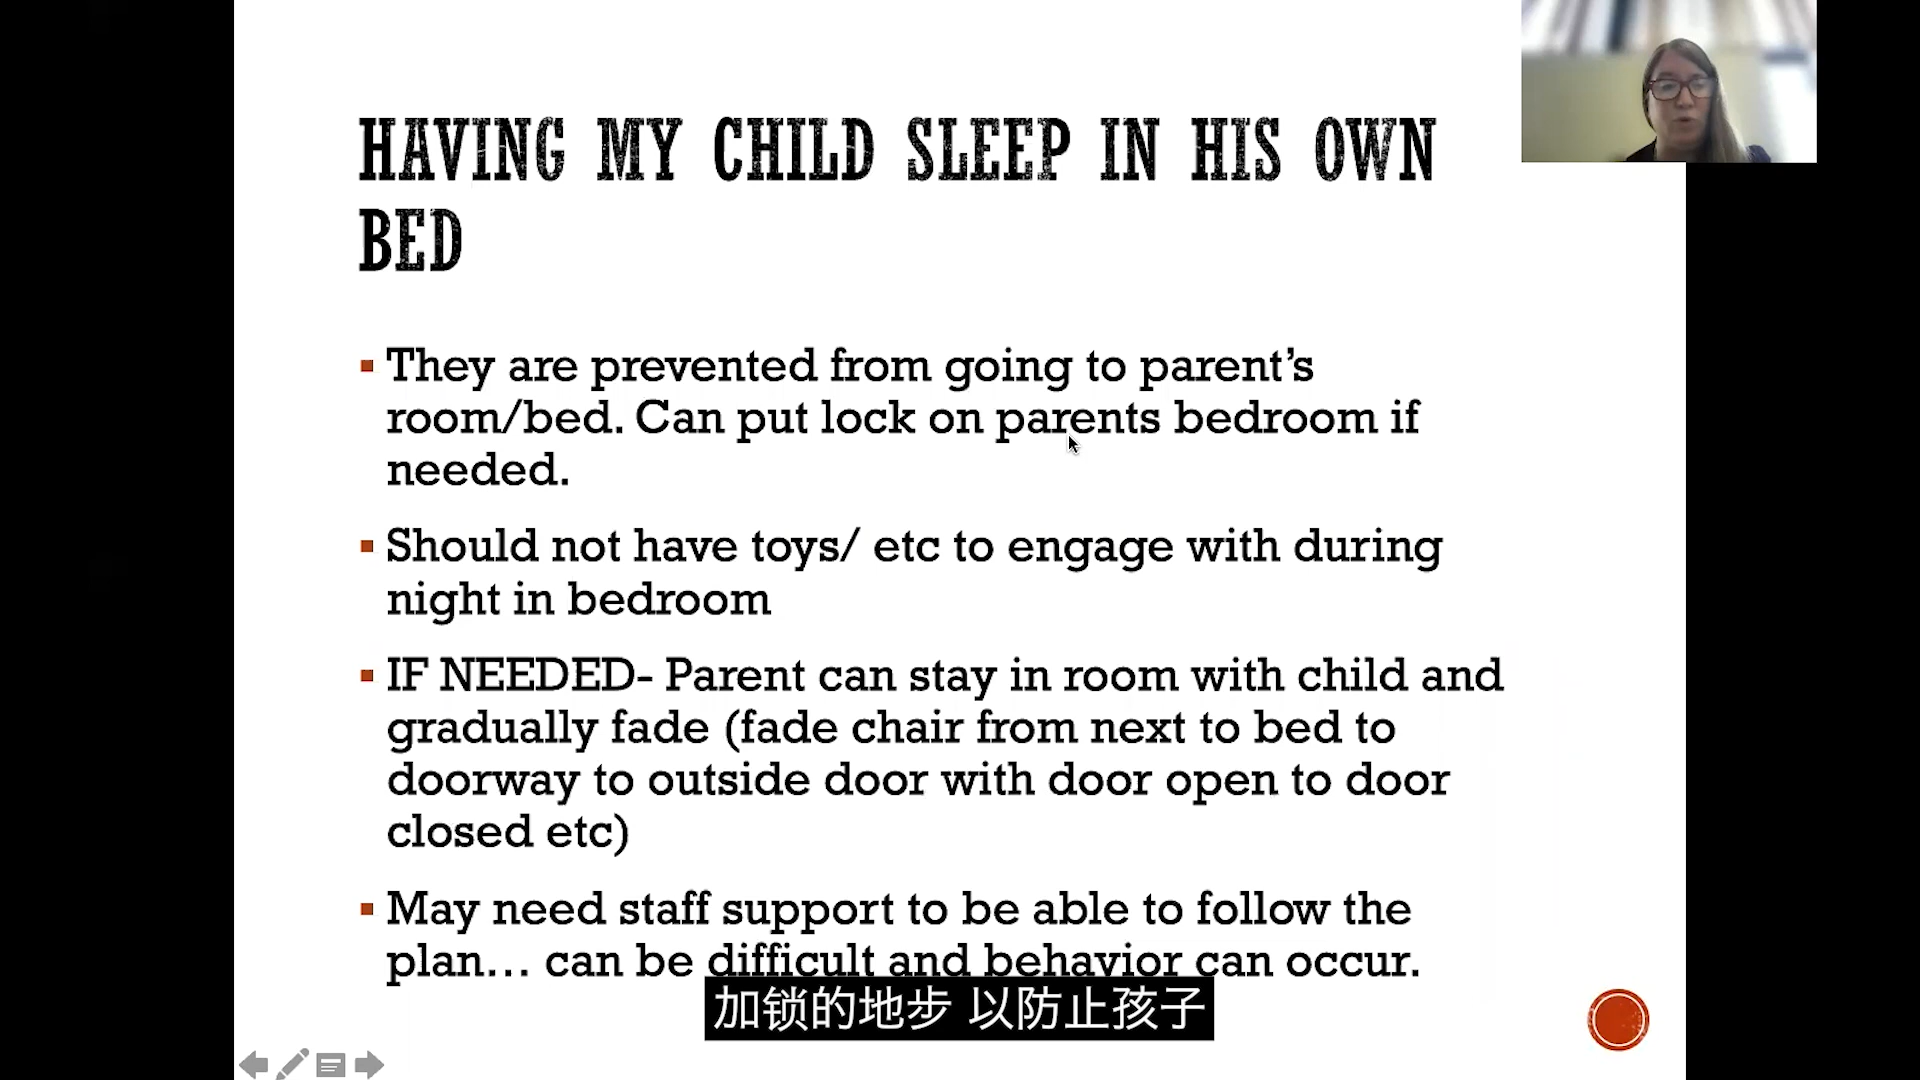 HAVING MY CHILD SLEEP IN HIS OWN
BED
They are prevented from going to parent's
room/bed. Can put lock on parents bedroom if
needed.
Should not have toys/ etc to engage with during
night in bedroom
IF NEEDED- Parent can stay in room with child and
gradually fade (fade chair from next to bed to
doorway to outside door with door open to door
closed etc)
May need staff support to be able to follow the
plan... can be difficult and behavior can occur.
加锁的地步 以防止孩子